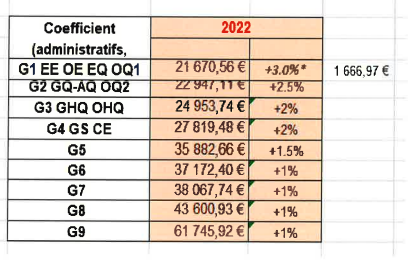 Coefficient 2022
(administratifs,
G1 EE OE EQ OQ1 21 670,56 € +3.0%* 1 666,97 €
G2 GQ-AQ OQ2 22 947,11 € +2.5%
G3 GHQ OHQ 24 953,74 € +2%
G4 GS CE 27 819,48 € +2%
G5 35 882,66 € +1.5%
G6 37 172,40 € +1%
G7 38 067,74 € +1%
G8 43 600,93 € +1%
G9 61 745,92 € +1%